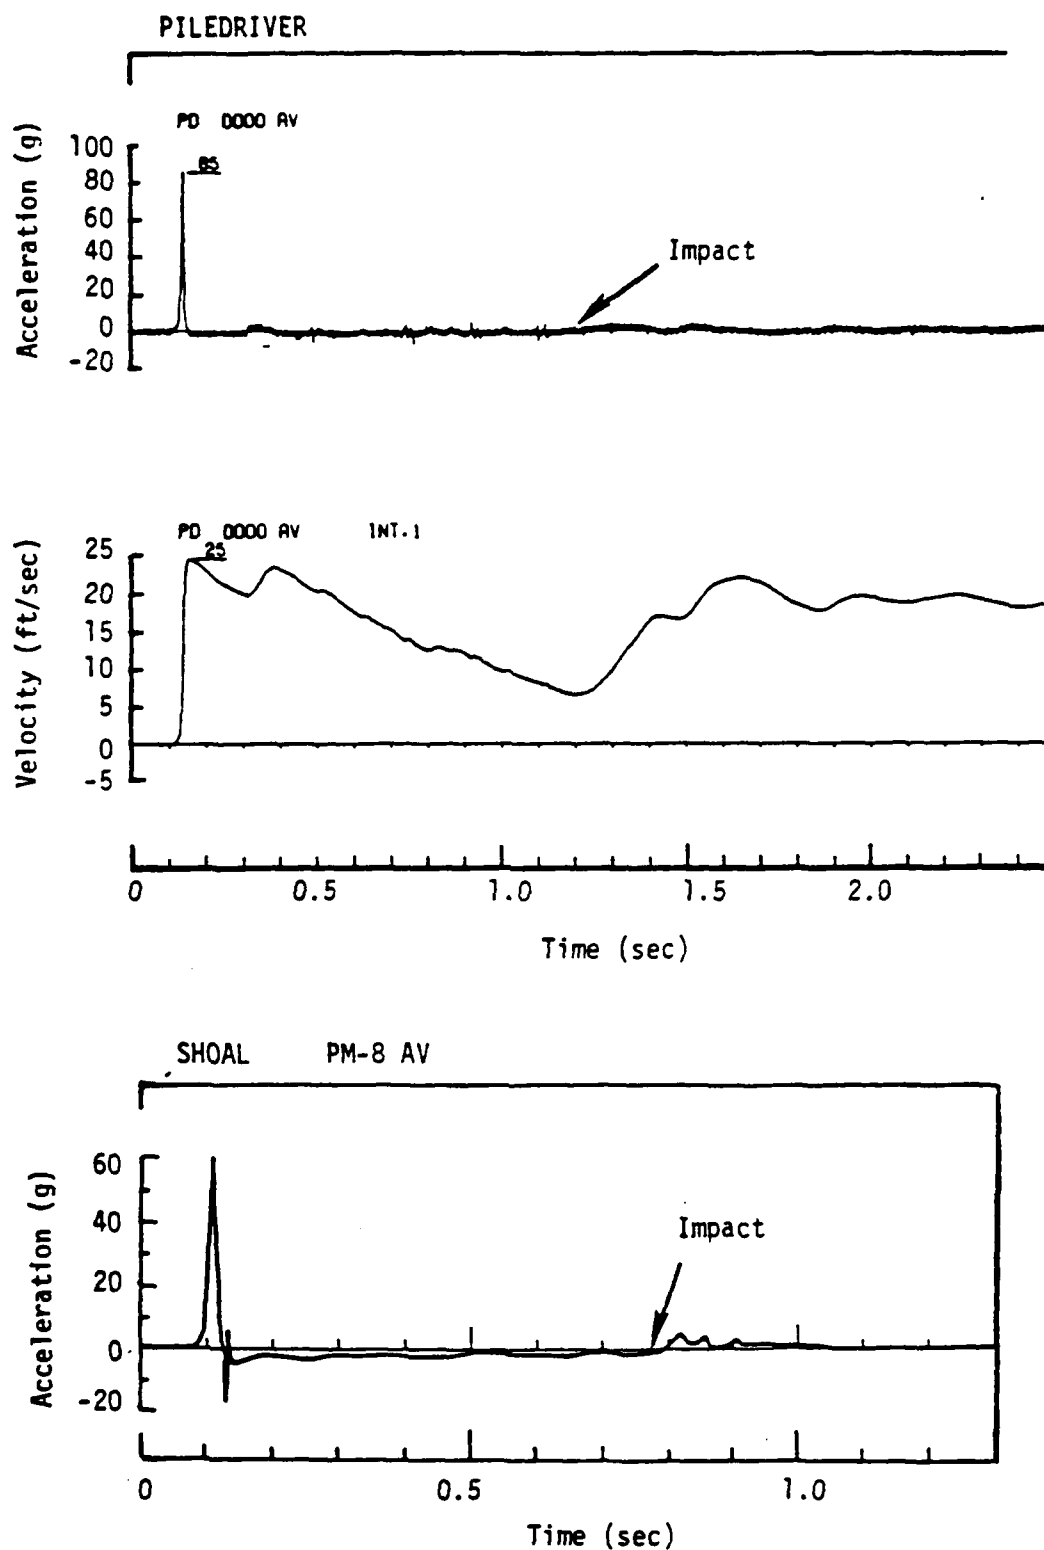 PILEDRIVER
PD 0000 AV
Acceleration (g)
100
80
60
40
20
0
-20
85
Impact
PD 0000 AV INT.1
Velocity (ft/sec)
25
20
15
10
5
0
-5
25
0 0.5 1.0 1.5 2.0
Time (sec)
SHOAL PM-8 AV
Acceleration (g)
60
40
20
0
-20
Impact
0 0.5 1.0
Time (sec)